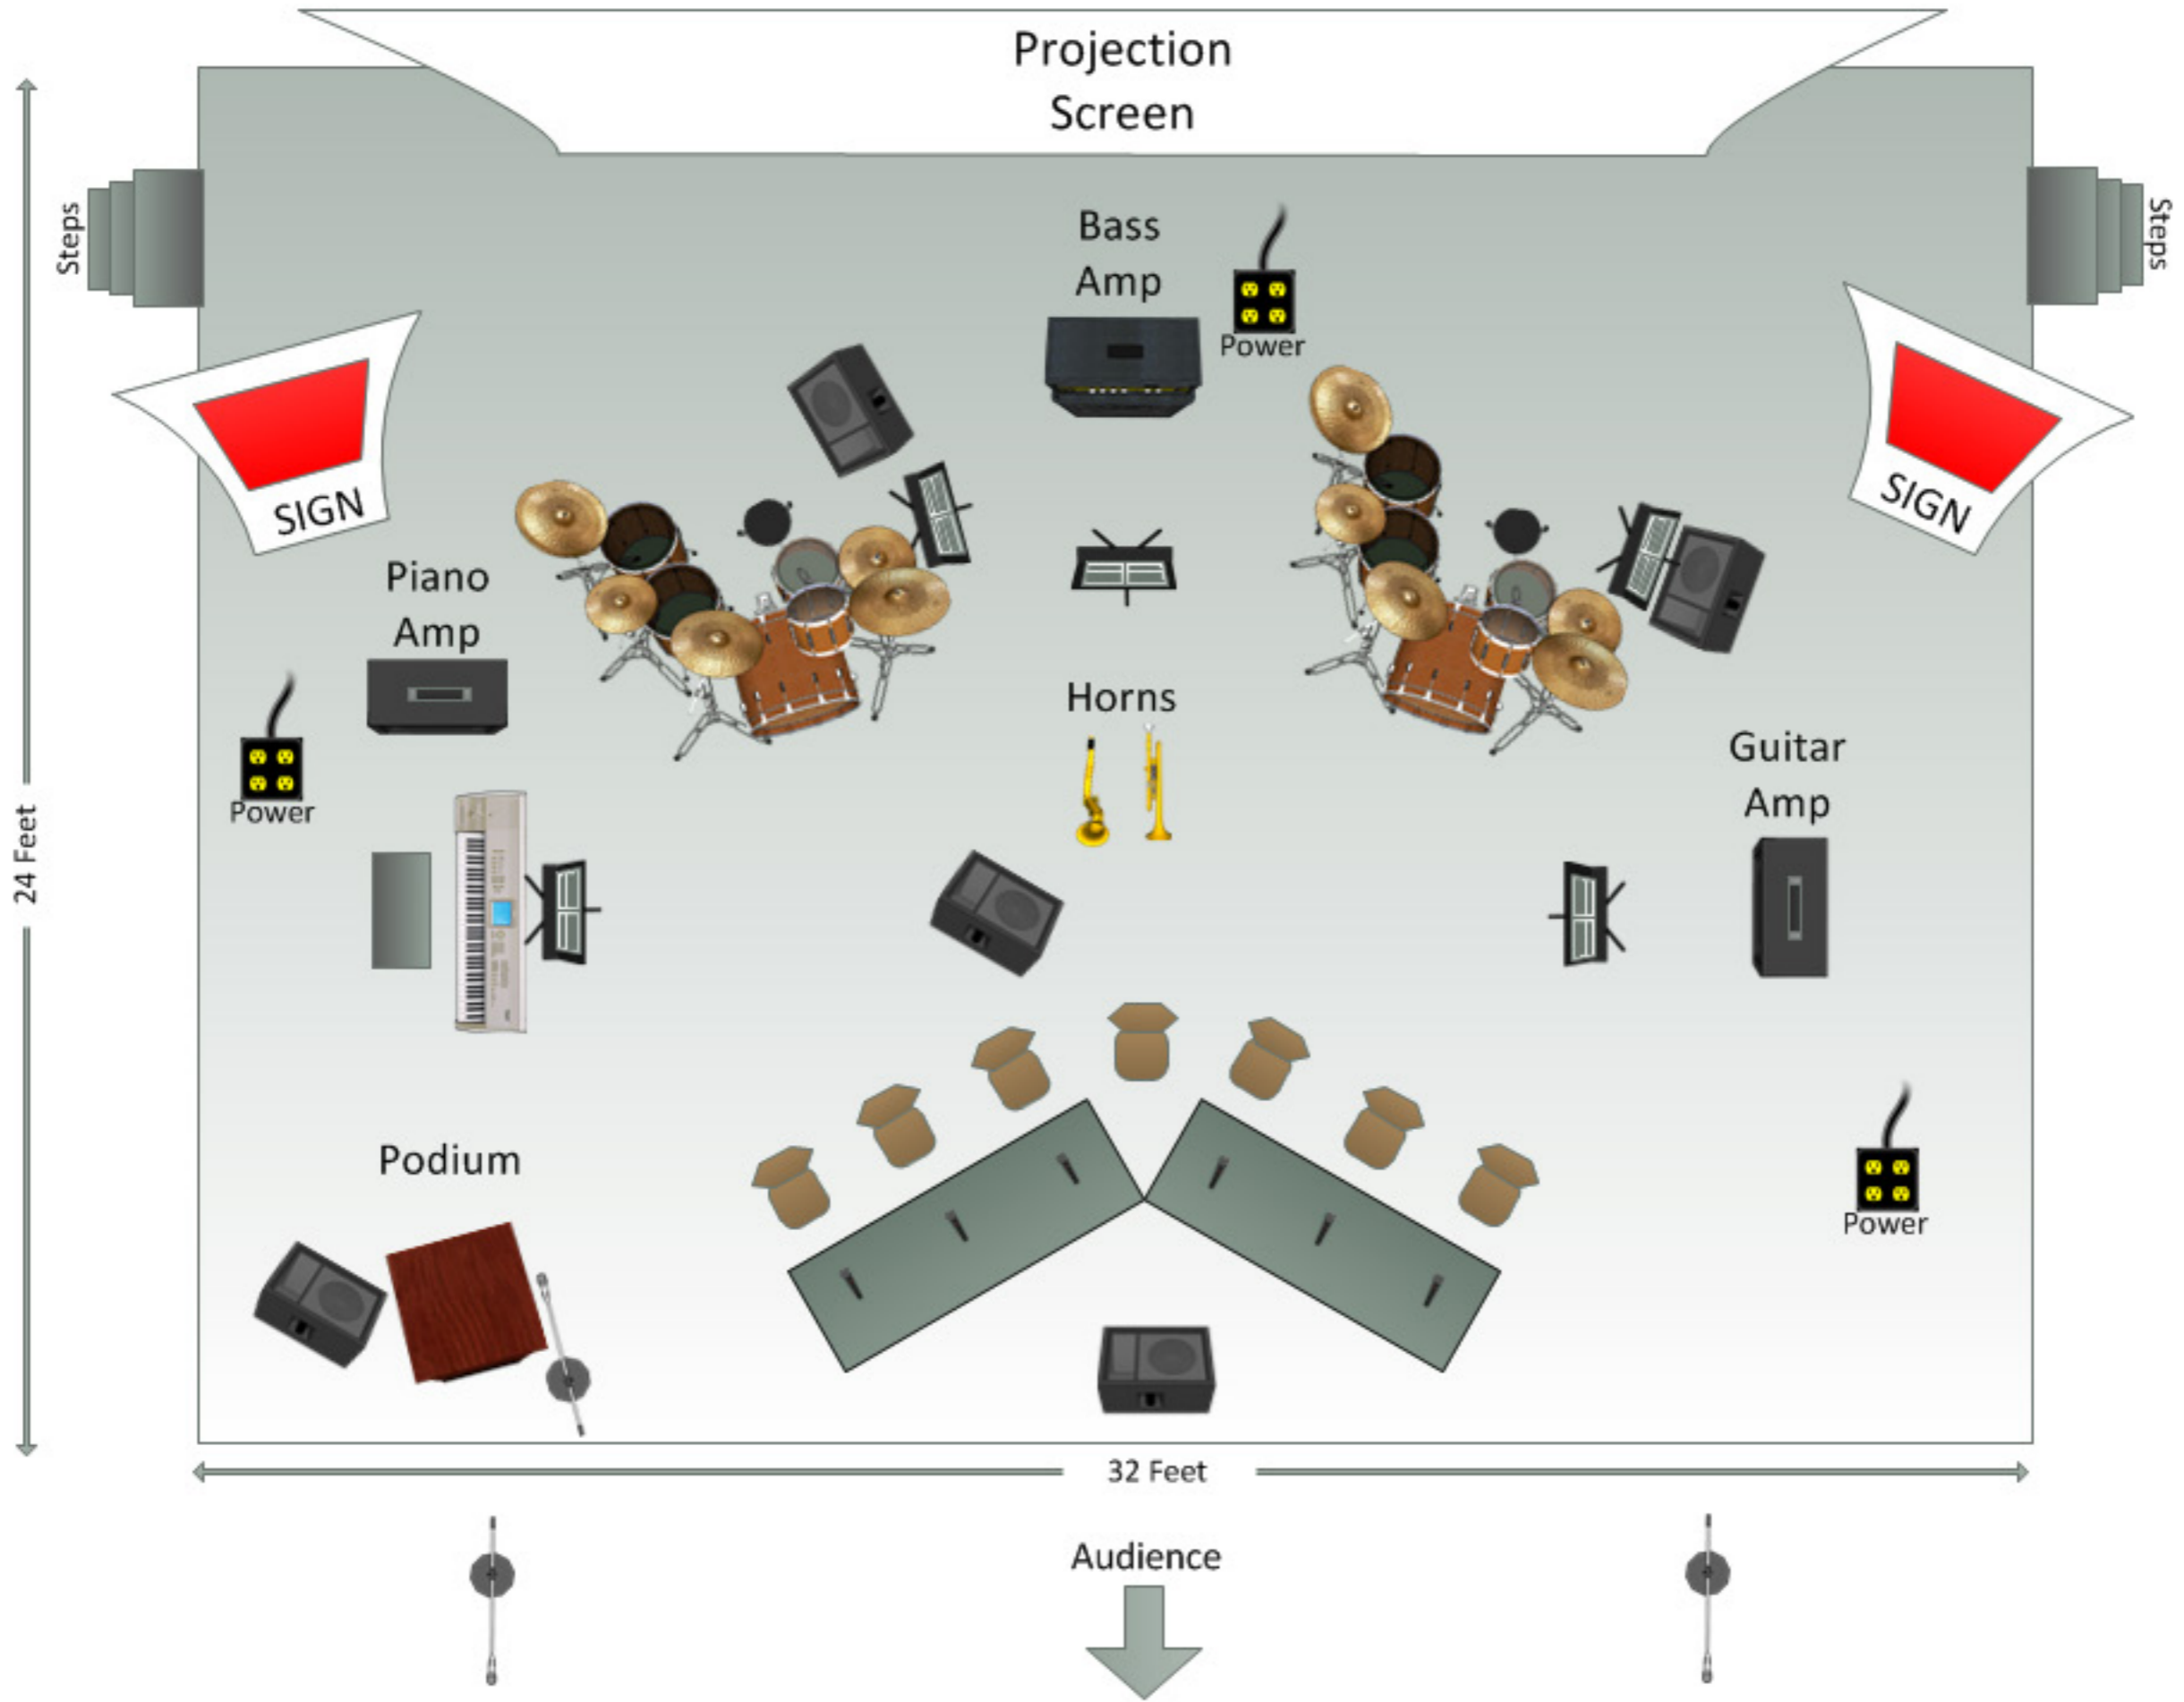 Projection
Screen
Steps
Steps
Bass
Amp
Power
SIGN
SIGN
Piano
Amp
Horns
Guitar
Amp
Power
24 Feet
Podium
Power
32 Feet
Audience